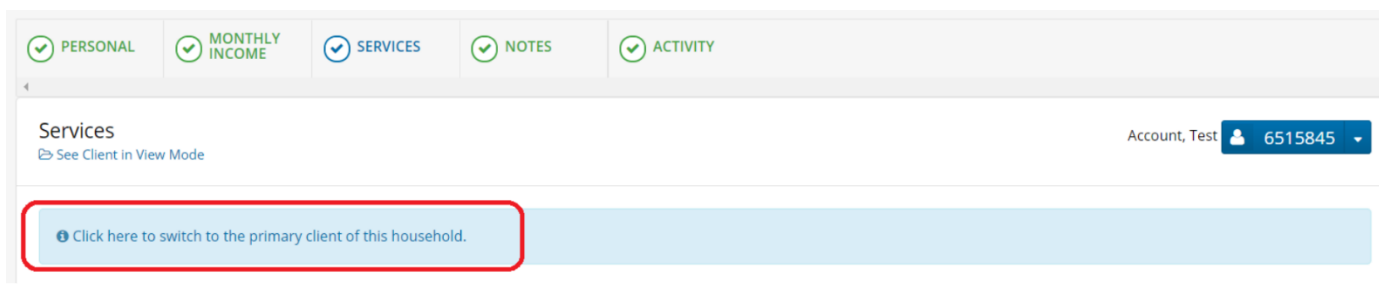 PERSONAL
MONTHLY
INCOME
SERVICES
NOTES
ACTIVITY
Services
See Client in View Mode
Account, Test 6515845
Click here to switch to the primary client of this household.